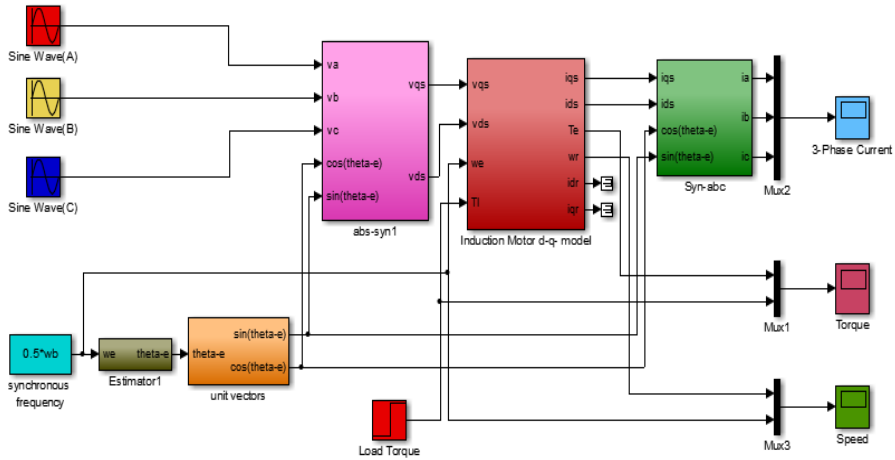 Sine Wave(A)
Sine Wave(B)
Sine Wave(C)
va
vb
vc
cos(theta-e)
sin(theta-e)
vqs
vds
abs-syn1
vqs
vds
we
Tl
iqs
ids
Te
wr
idr
iqr
Induction Motor d-q- model
iqs
ids
cos(theta-e)
sin(theta-e)
ia
ib
ic
Syn-abc
Mux2
3-Phase Current
Mux1
Torque
0.5*wb
synchronous
frequency
we
theta-e
Estimator1
theta-e
sin(theta-e)
cos(theta-e)
unit vectors
Load Torque
Mux3
Speed